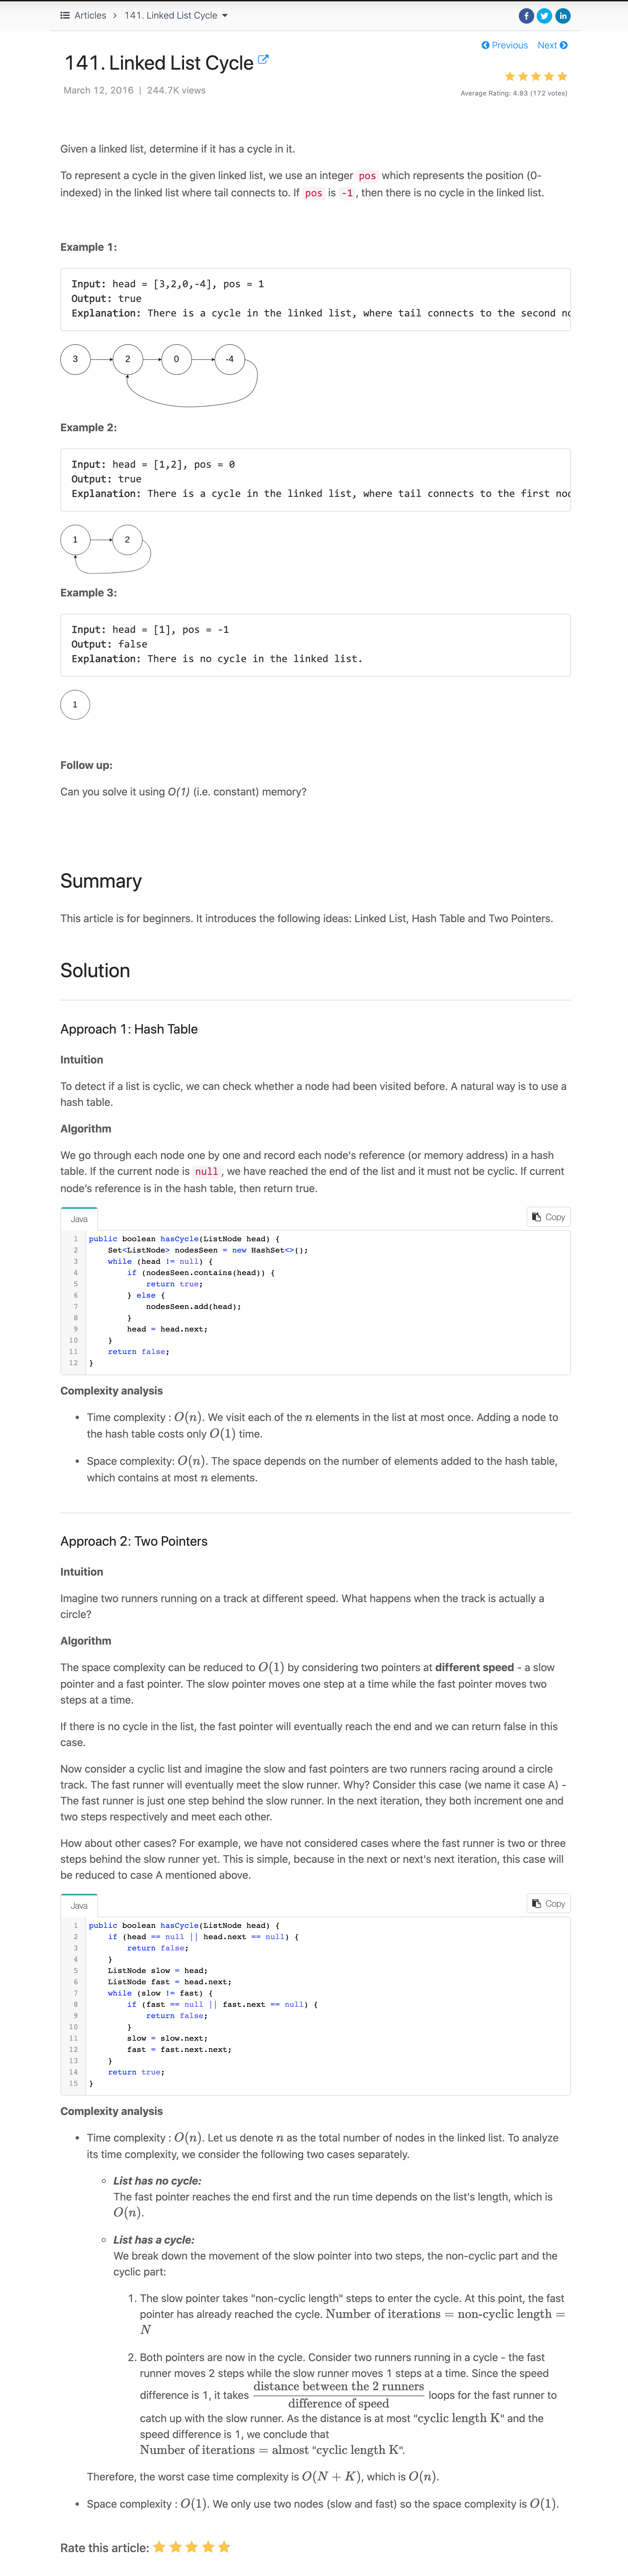 Articles > 141. Linked List Cycle
f in
Previous Next
141. Linked List Cycle
March 12, 2016 | 244.7K views
Average Rating: 4.83 (172 votes)
Given a linked list, determine if it has a cycle in it.
To represent a cycle in the given linked list, we use an integer pos which represents the position (0-
indexed) in the linked list where tail connects to. If pos is -1, then there is no cycle in the linked list.
Example 1:
Input: head = [3,2,0,-4], pos = 1
Output: true
Explanation: There is a cycle in the linked list, where tail connects to the second no
3 2 0 -4
Example 2:
Input: head = [1,2], pos = 0
Output: true
Explanation: There is a cycle in the linked list, where tail connects to the first nod
1 2
Example 3:
Input: head = [1], pos = -1
Output: false
Explanation: There is no cycle in the linked list.
1
Follow up:
Can you solve it using O(1) (i.e. constant) memory?
Summary
This article is for beginners. It introduces the following ideas: Linked List, Hash Table and Two Pointers.
Solution
Approach 1: Hash Table
Intuition
To detect if a list is cyclic, we can check whether a node had been visited before. A natural way is to use a
hash table.
Algorithm
We go through each node one by one and record each node's reference (or memory address) in a hash
table. If the current node is null, we have reached the end of the list and it must not be cyclic. If current
node's reference is in the hash table, then return true.
Java Copy
1 public boolean hasCycle(ListNode head) {
2 Set<ListNode> nodesSeen = new HashSet<>();
3 while (head != null) {
4 if (nodesSeen.contains(head)) {
5 return true;
6 } else {
7 nodesSeen.add(head);
8 }
9 head = head.next;
10 }
11 return false;
12 }
Complexity analysis
• Time complexity : O(n). We visit each of the n elements in the list at most once. Adding a node to
the hash table costs only O(1) time.
• Space complexity: O(n). The space depends on the number of elements added to the hash table,
which contains at most n elements.
Approach 2: Two Pointers
Intuition
Imagine two runners running on a track at different speed. What happens when the track is actually a
circle?
Algorithm
The space complexity can be reduced to O(1) by considering two pointers at different speed - a slow
pointer and a fast pointer. The slow pointer moves one step at a time while the fast pointer moves two
steps at a time.
If there is no cycle in the list, the fast pointer will eventually reach the end and we can return false in this
case.
Now consider a cyclic list and imagine the slow and fast pointers are two runners racing around a circle
track. The fast runner will eventually meet the slow runner. Why? Consider this case (we name it case A) -
The fast runner is just one step behind the slow runner. In the next iteration, they both increment one and
two steps respectively and meet each other.
How about other cases? For example, we have not considered cases where the fast runner is two or three
steps behind the slow runner yet. This is simple, because in the next or next's next iteration, this case will
be reduced to case A mentioned above.
Java Copy
1 public boolean hasCycle(ListNode head) {
2 if (head == null || head.next == null) {
3 return false;
4 }
5 ListNode slow = head;
6 ListNode fast = head.next;
7 while (slow != fast) {
8 if (fast == null || fast.next == null) {
9 return false;
10 }
11 slow = slow.next;
12 fast = fast.next.next;
13 }
14 return true;
15 }
Complexity analysis
• Time complexity : O(n). Let us denote n as the total number of nodes in the linked list. To analyze
its time complexity, we consider the following two cases separately.
○ List has no cycle:
The fast pointer reaches the end first and the run time depends on the list's length, which is
O(n).
○ List has a cycle:
We break down the movement of the slow pointer into two steps, the non-cyclic part and the
cyclic part:
1. The slow pointer takes "non-cyclic length" steps to enter the cycle. At this point, the fast
pointer has already reached the cycle. Number of iterations = non-cyclic length =
N
2. Both pointers are now in the cycle. Consider two runners running in a cycle - the fast
runner moves 2 steps while the slow runner moves 1 steps at a time. Since the speed
distance between the 2 runners
difference is 1, it takes loops for the fast runner to
difference of speed
catch up with the slow runner. As the distance is at most "cyclic length K" and the
speed difference is 1, we conclude that
Number of iterations = almost "cyclic length K".
Therefore, the worst case time complexity is O(N + K), which is O(n).
• Space complexity : O(1). We only use two nodes (slow and fast) so the space complexity is O(1).
Rate this article: